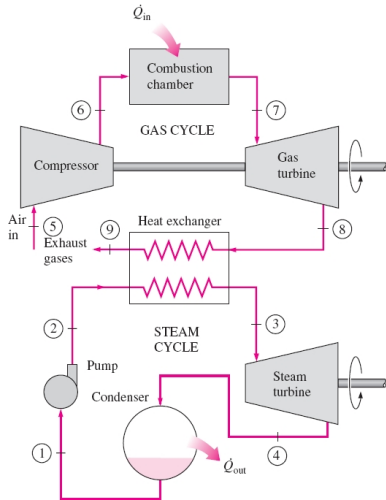 Q̇in
Combustion
chamber
6
7
GAS CYCLE
Compressor
Gas
turbine
Air
in
5
Exhaust
gases
9
Heat exchanger
8
2
STEAM
CYCLE
3
Pump
Condenser
Steam
turbine
1
Q̇out
4